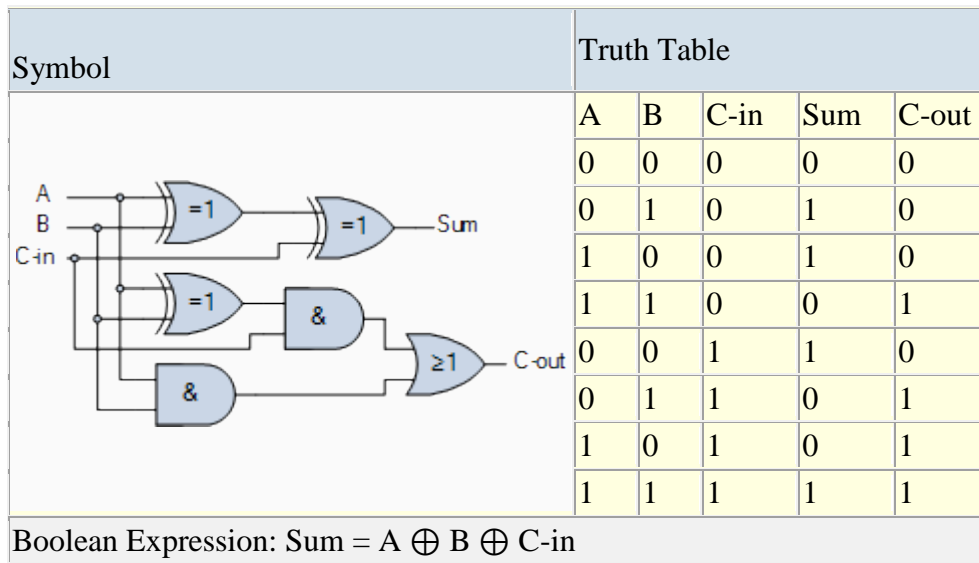 Symbol
Truth Table
A
B
C-in
=1
=1
Sum
=1
&
&
≥1
C-out
A B C-in Sum C-out
0 0 0 0 0
0 1 0 1 0
1 0 0 1 0
1 1 0 0 1
0 0 1 1 0
0 1 1 0 1
1 0 1 0 1
1 1 1 1 1
Boolean Expression: Sum = A ⊕ B ⊕ C-in